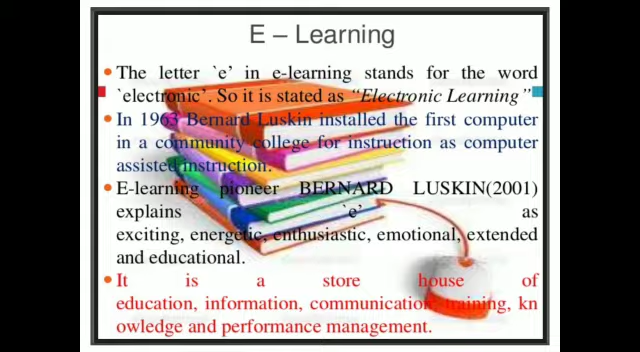 E – Learning
The letter `e' in e-learning stands for the word
`electronic'. So it is stated as “Electronic Learning”
In 1963 Bernard Luskin installed the first computer
in a community college for instruction as computer
assisted instruction.
E-learning pioneer BERNARD LUSKIN(2001)
explains `e' as
exciting, energetic, enthusiastic, emotional, extended
and educational.
It is a store house of
education, information, communication, training, kn
owledge and performance management.